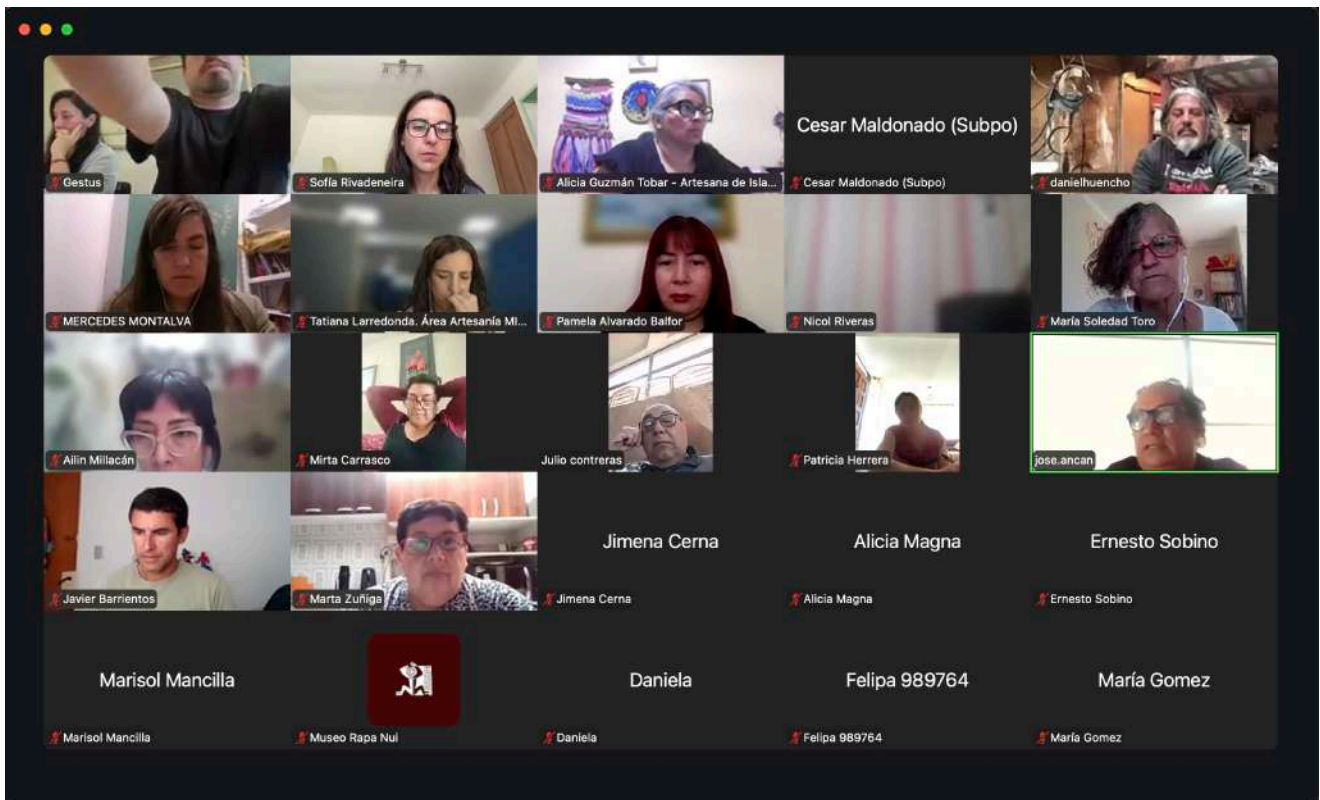 Gestus
Sofía Rivadeneira
Alicia Guzmán Tobar - Artesana de Isla...
Cesar Maldonado (Subpo)
Cesar Maldonado (Subpo)
danielhuencho
MERCEDES MONTALVA
Tatiana Larredonda. Área Artesanía MI...
Pamela Alvarado Balfor
Nicol Riveras
María Soledad Toro
Ailin Millacán
Mirta Carrasco
Julio contreras
Patricia Herrera
jose.ancan
Javier Barrientos
Marta Zuñiga
Jimena Cerna
Jimena Cerna
Alicia Magna
Alicia Magna
Ernesto Sobino
Ernesto Sobino
Marisol Mancilla
Marisol Mancilla
Museo Rapa Nui
Daniela
Daniela
Felipa 989764
Felipa 989764
María Gomez
María Gomez